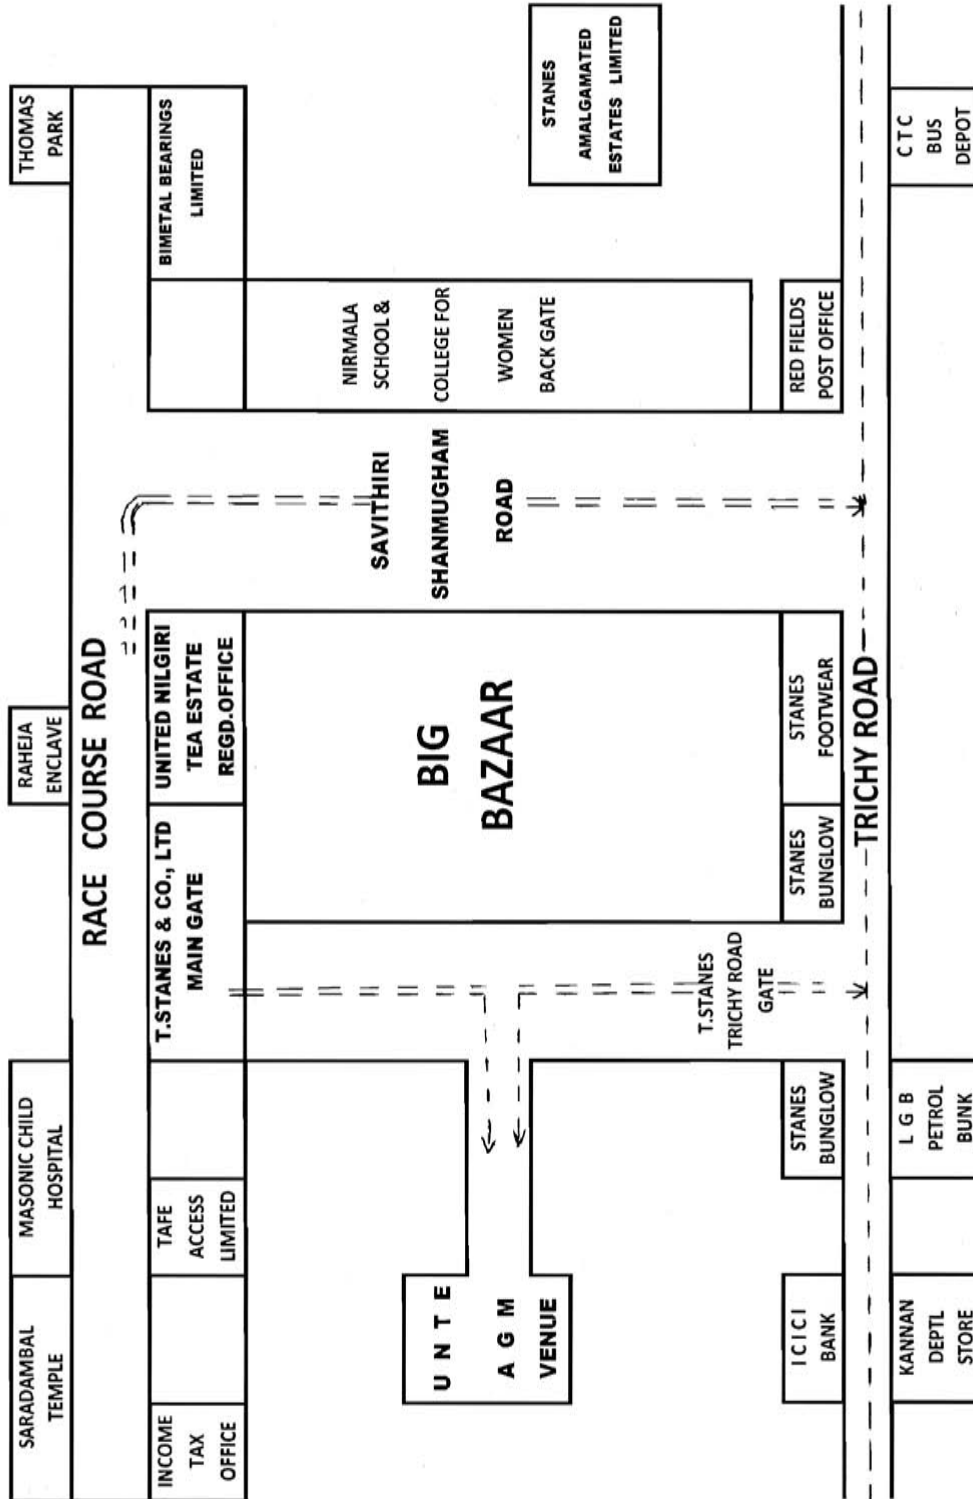 SARADAMBAL
TEMPLE
MASONIC CHILD
HOSPITAL
RAHEJA
ENCLAVE
THOMAS
PARK
RACE COURSE ROAD
INCOME
TAX
OFFICE
TAFE
ACCESS
LIMITED
T.STANES & CO., LTD
MAIN GATE
UNITED NILGIRI
TEA ESTATE
REGD.OFFICE
BIMETAL BEARINGS
LIMITED
UNTE
AGM
VENUE
BIG
BAZAAR
SAVITHIRI
SHANMUGHAM
ROAD
NIRMALA
SCHOOL &
COLLEGE FOR
WOMEN
BACK GATE
STANES
AMALGAMATED
ESTATES LIMITED
T.STANES
TRICHY ROAD
GATE
ICICI
BANK
STANES
BUNGLOW
STANES
BUNGLOW
STANES
FOOTWEAR
RED FIELDS
POST OFFICE
TRICHY ROAD
KANNAN
DEPTL
STORE
L G B
PETROL
BUNK
C T C
BUS
DEPOT